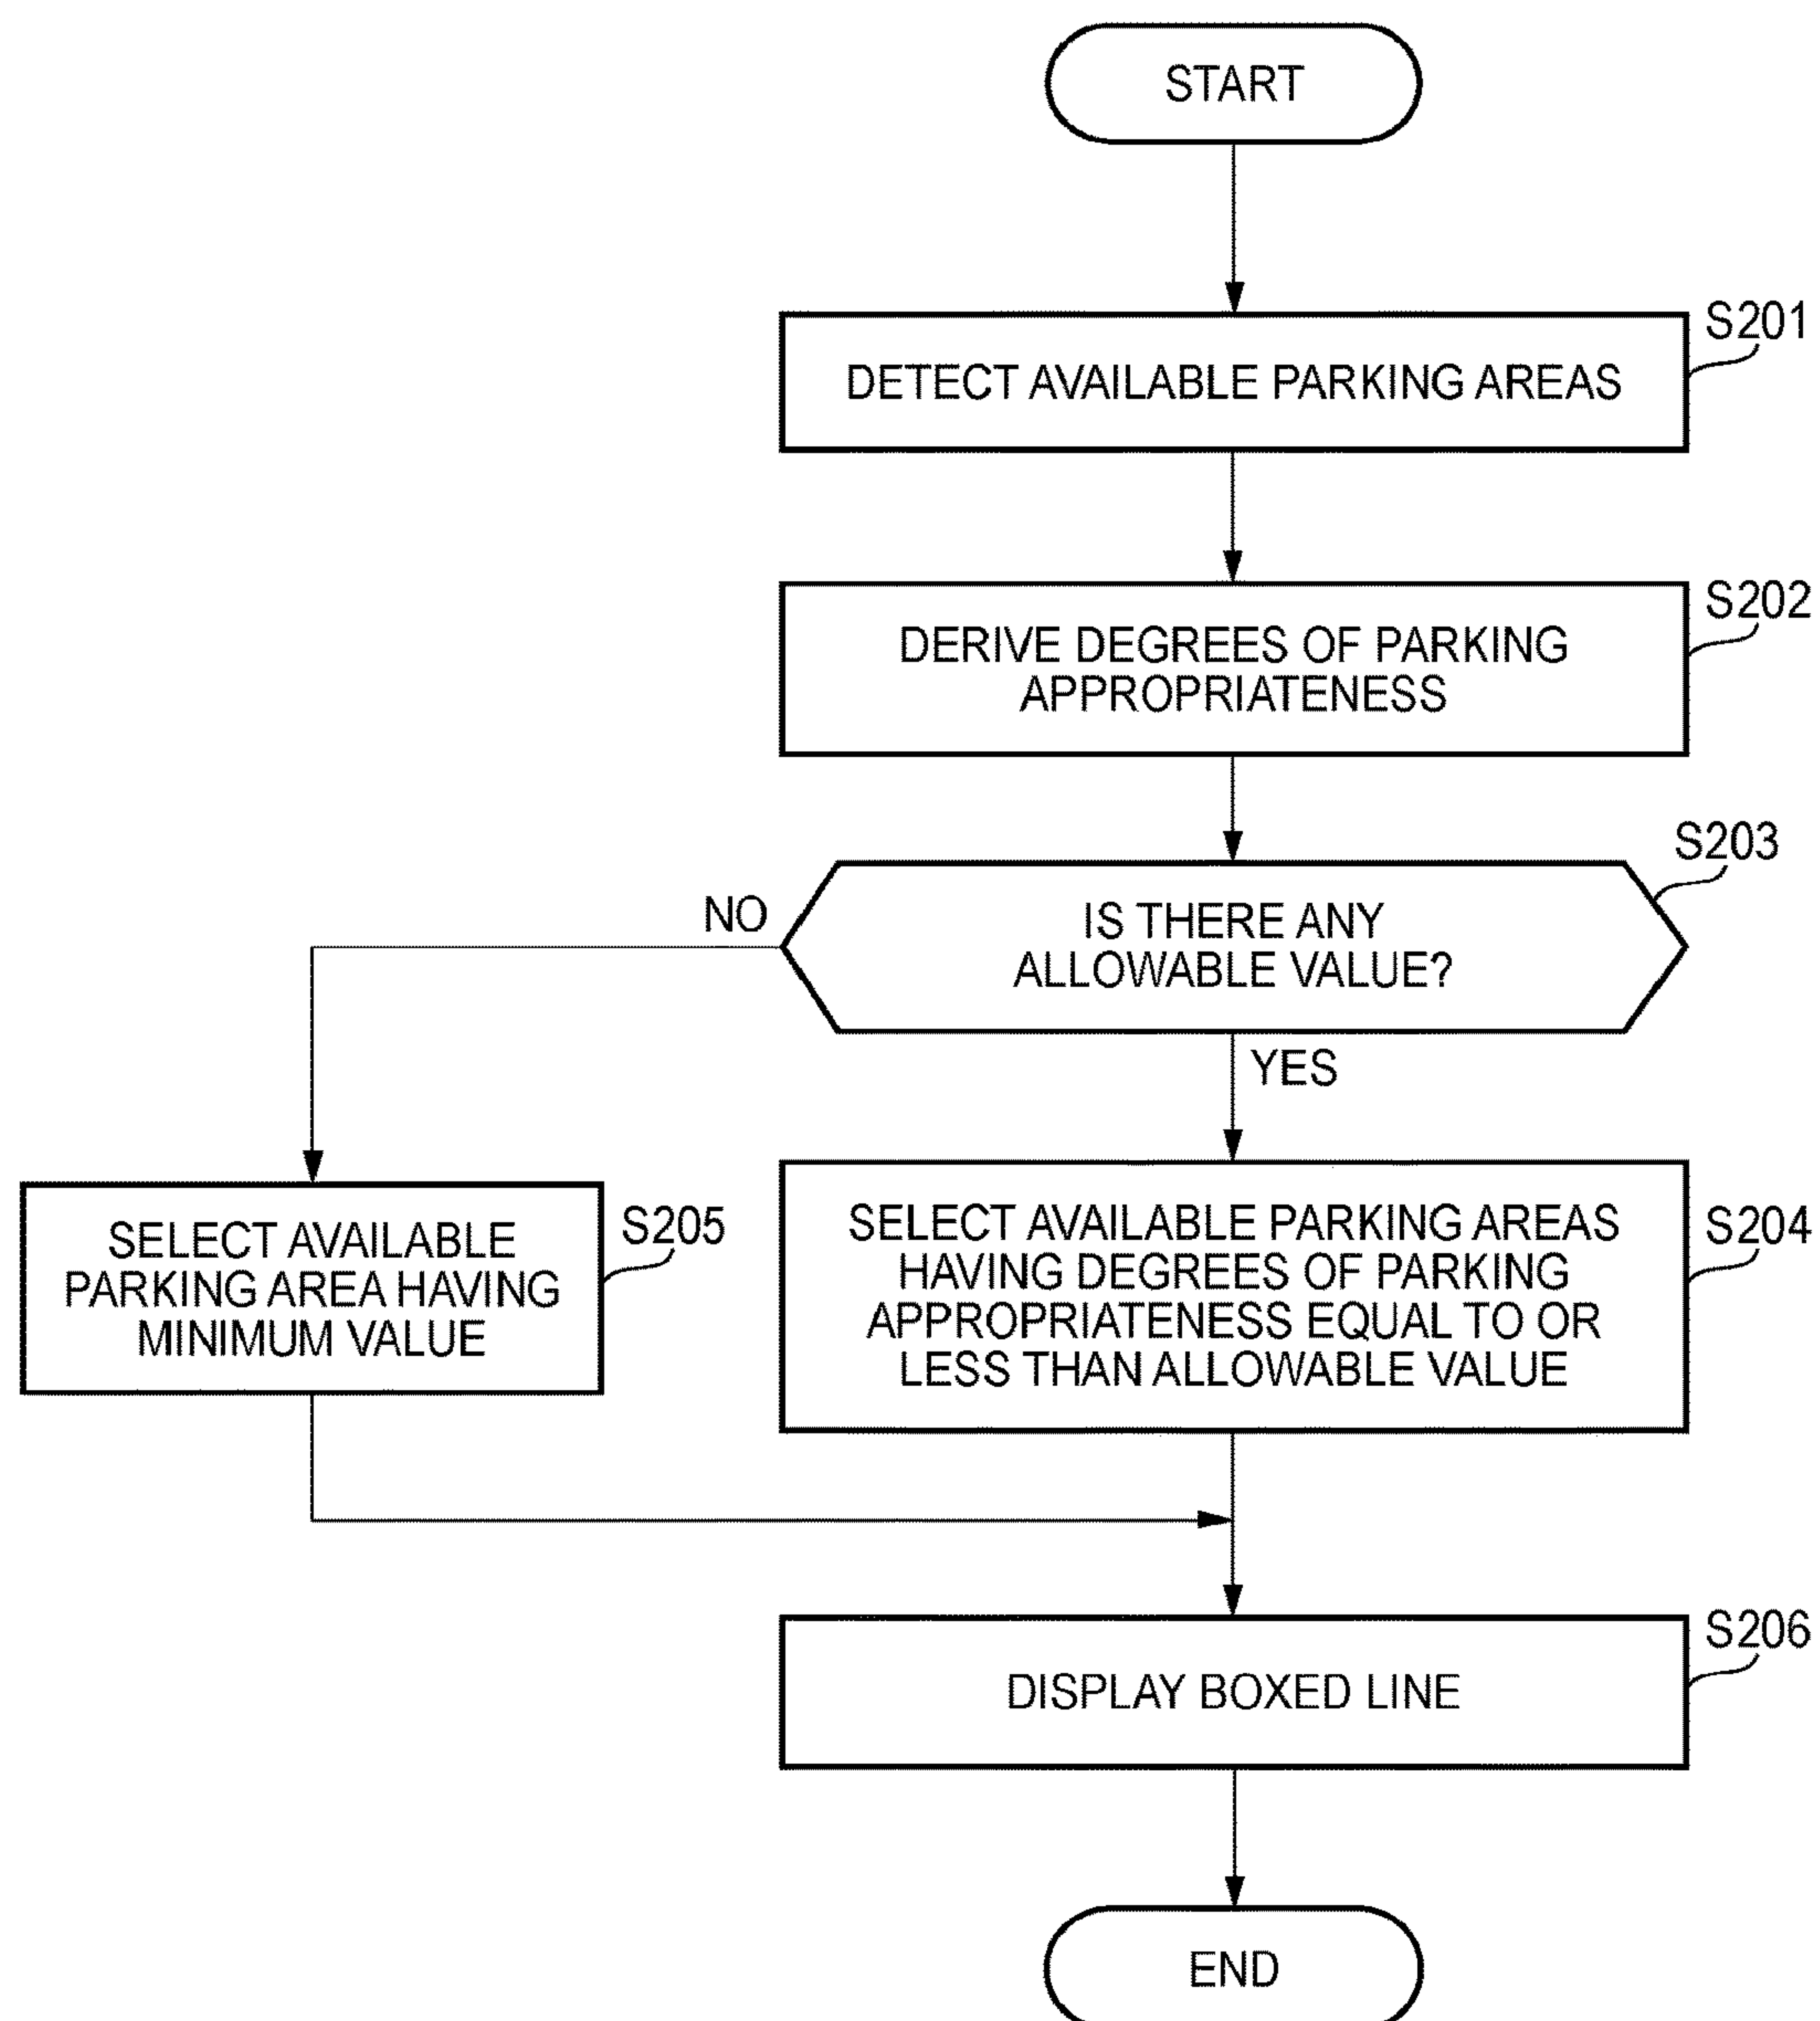 START
S201
DETECT AVAILABLE PARKING AREAS
S202
DERIVE DEGREES OF PARKING
APPROPRIATENESS
S203
IS THERE ANY
ALLOWABLE VALUE?
NO
YES
S205
SELECT AVAILABLE
PARKING AREA HAVING
MINIMUM VALUE
S204
SELECT AVAILABLE PARKING AREAS
HAVING DEGREES OF PARKING
APPROPRIATENESS EQUAL TO OR
LESS THAN ALLOWABLE VALUE
S206
DISPLAY BOXED LINE
END